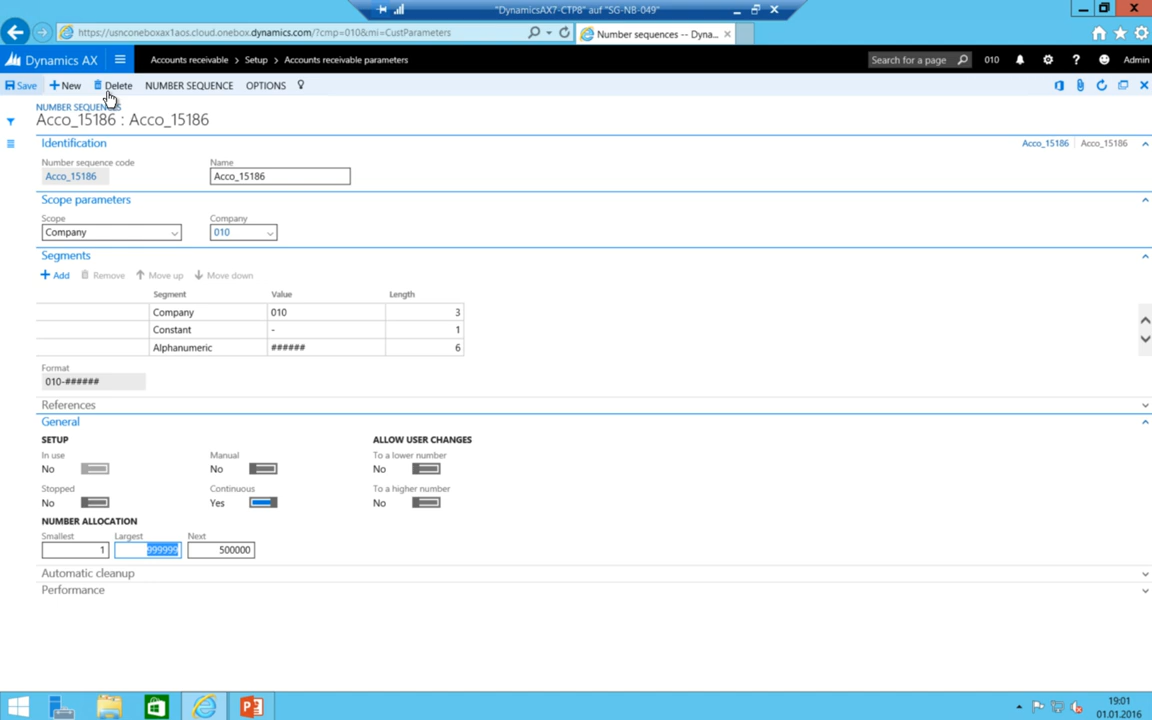 "DynamicsAX7-CTP8" auf "SG-NB-049"
https://usnconeboxax1aos.cloud.onebox.dynamics.com/?cmp=010&mi=CustParameters
Number sequences -- Dyna...
Dynamics AX
Accounts receivable > Setup > Accounts receivable parameters
Search for a page
010
?
Admin
Save
+ New
Delete
NUMBER SEQUENCE
OPTIONS
NUMBER SEQUENCES
Acco_15186 : Acco_15186
Identification
Acco_15186
Acco_15186
Number sequence code
Name
Acco_15186
Acco_15186
Scope parameters
Scope
Company
Company
010
Segments
+ Add
Remove
Move up
Move down
Segment Value Length
Company 010 3
Constant - 1
Alphanumeric ###### 6
Format
010-######
References
General
SETUP
ALLOW USER CHANGES
In use
Manual
To a lower number
No
No
No
Stopped
Continuous
To a higher number
No
Yes
No
NUMBER ALLOCATION
Smallest
Largest
Next
1
999999
500000
Automatic cleanup
Performance
19:01
01.01.2016